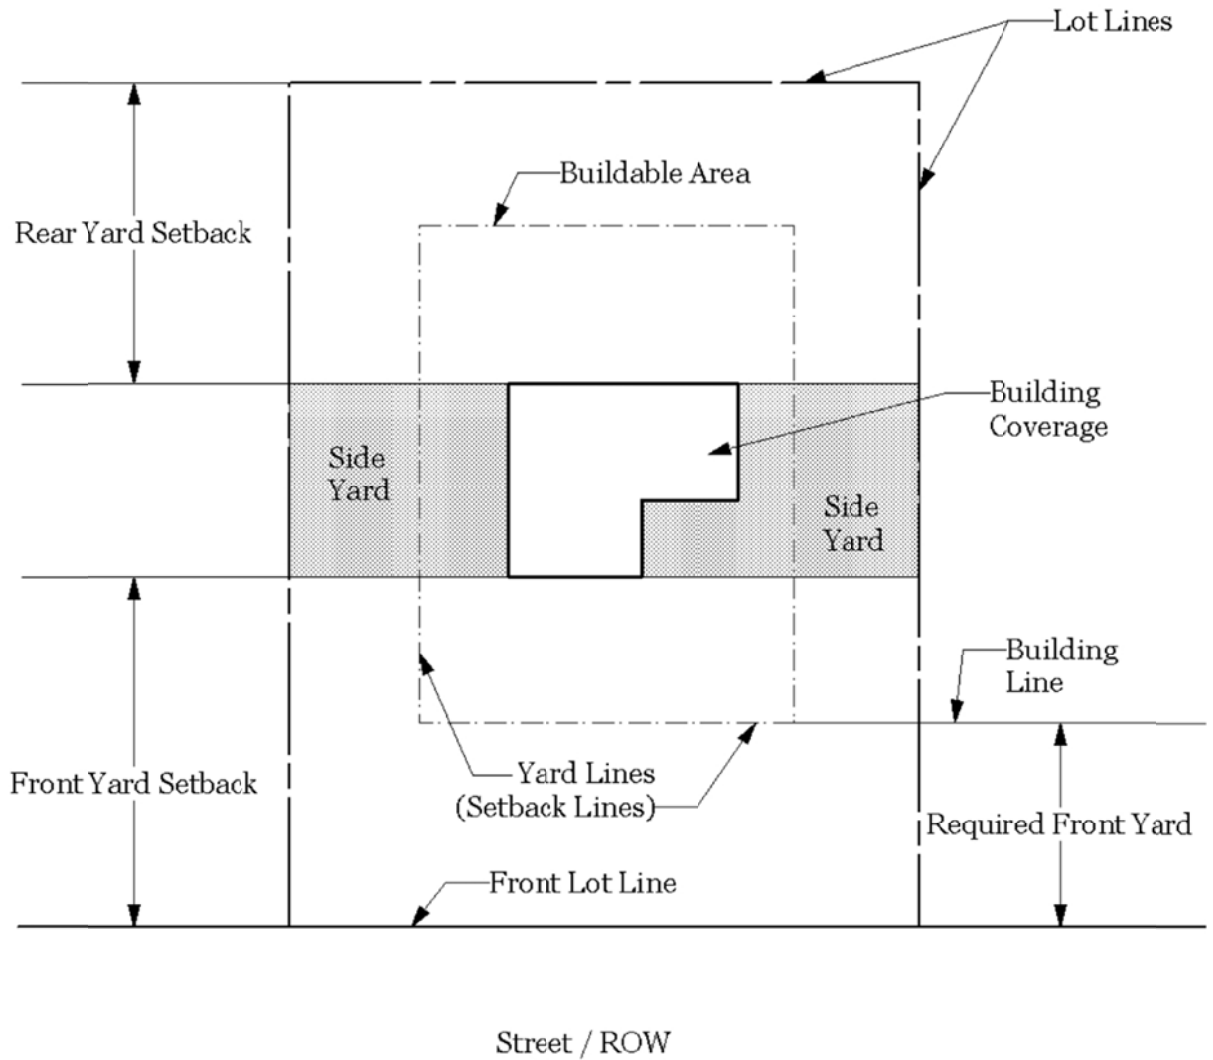 Lot Lines
Buildable Area
Rear Yard Setback
Building
Coverage
Side
Yard
Side
Yard
Building
Line
Yard Lines
(Setback Lines)
Front Yard Setback
Required Front Yard
Front Lot Line
Street / ROW